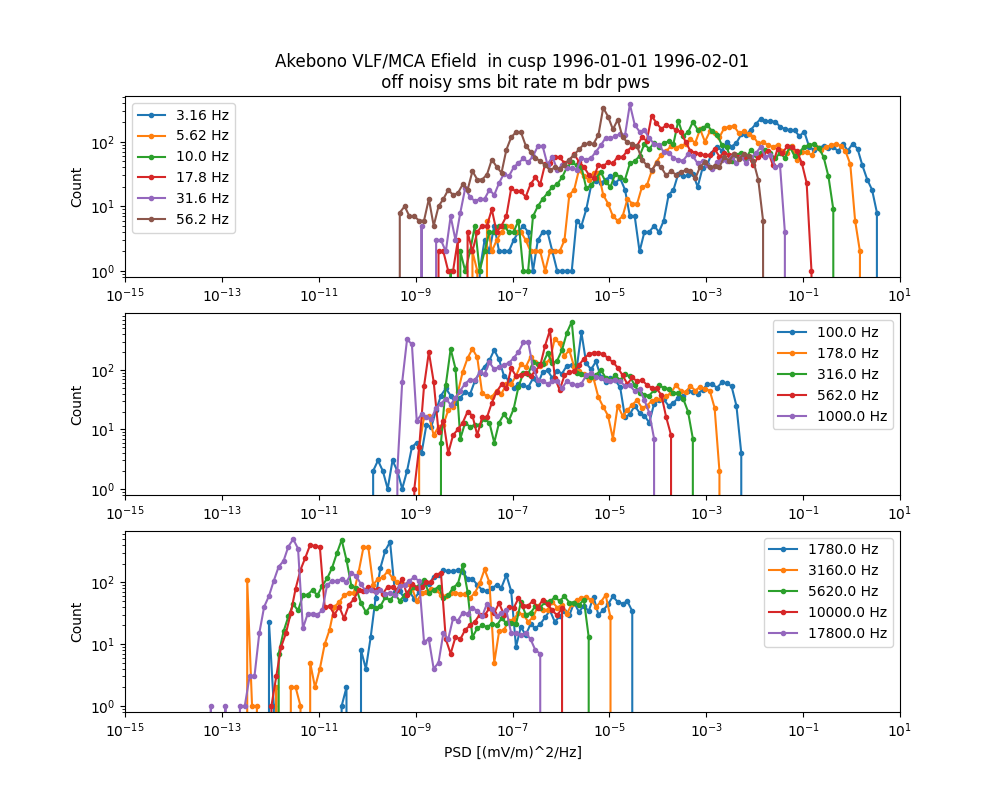 Akebono VLF/MCA Efield  in cusp 1996-01-01 1996-02-01
off noisy sms bit rate m bdr pws
Count
10^2
10^1
10^0
3.16 Hz
5.62 Hz
10.0 Hz
17.8 Hz
31.6 Hz
56.2 Hz
10^-15 10^-13 10^-11 10^-9 10^-7 10^-5 10^-3 10^-1 10^1
Count
10^2
10^1
10^0
100.0 Hz
178.0 Hz
316.0 Hz
562.0 Hz
1000.0 Hz
10^-15 10^-13 10^-11 10^-9 10^-7 10^-5 10^-3 10^-1 10^1
Count
10^2
10^1
10^0
1780.0 Hz
3160.0 Hz
5620.0 Hz
10000.0 Hz
17800.0 Hz
10^-15 10^-13 10^-11 10^-9 10^-7 10^-5 10^-3 10^-1 10^1
PSD [(mV/m)^2/Hz]